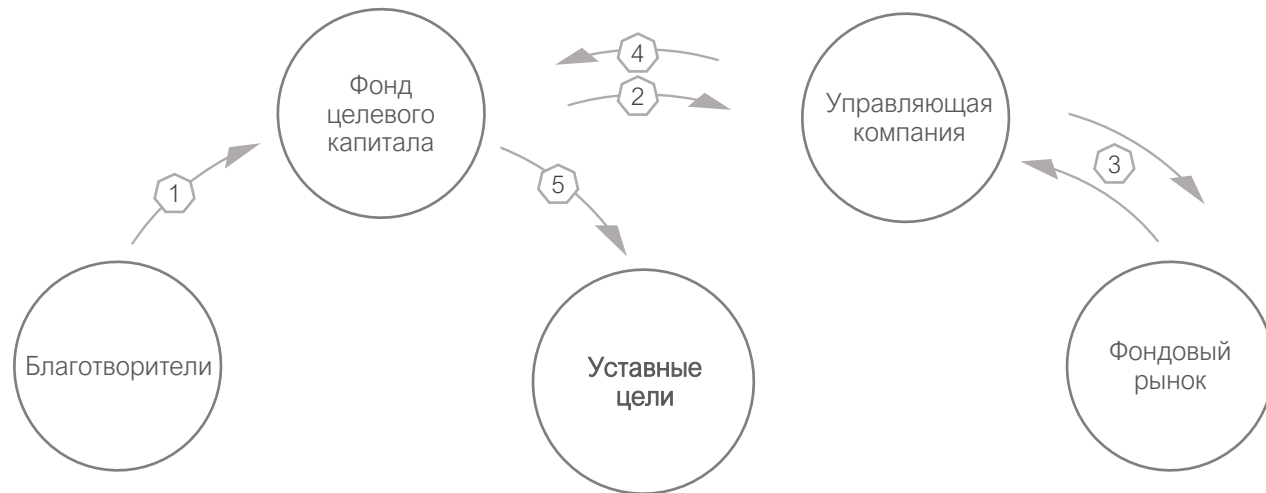 Фонд
целевого
капитала
4
2
Управляющая
компания
3
1
5
Благотворители
Уставные
цели
Фондовый
рынок